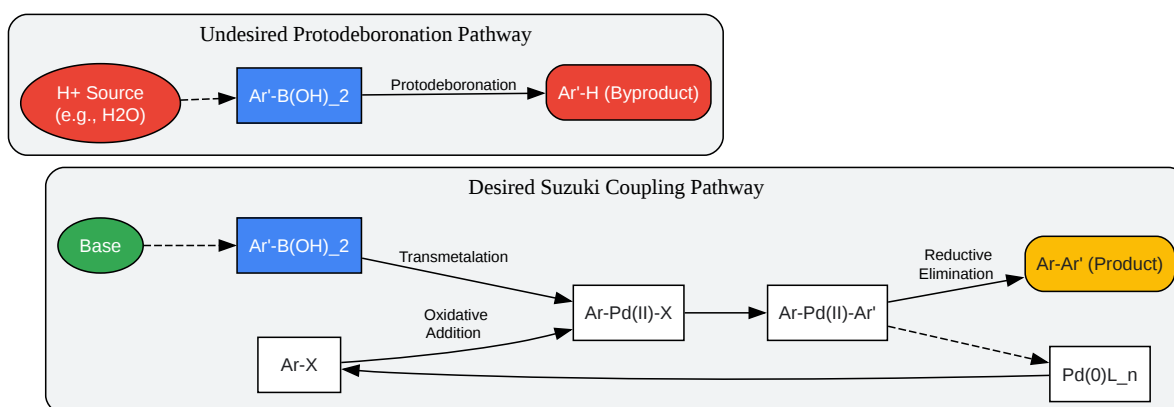 Undesired Protodeboronation Pathway
H+ Source
(e.g., H2O)
Ar'-B(OH)_2
Protodeboronation
Ar'-H (Byproduct)
Desired Suzuki Coupling Pathway
Base
Ar'-B(OH)_2
Transmetalation
Oxidative
Addition
Ar-X
Ar-Pd(II)-X
Ar-Pd(II)-Ar'
Reductive
Elimination
Ar-Ar' (Product)
Pd(0)L_n